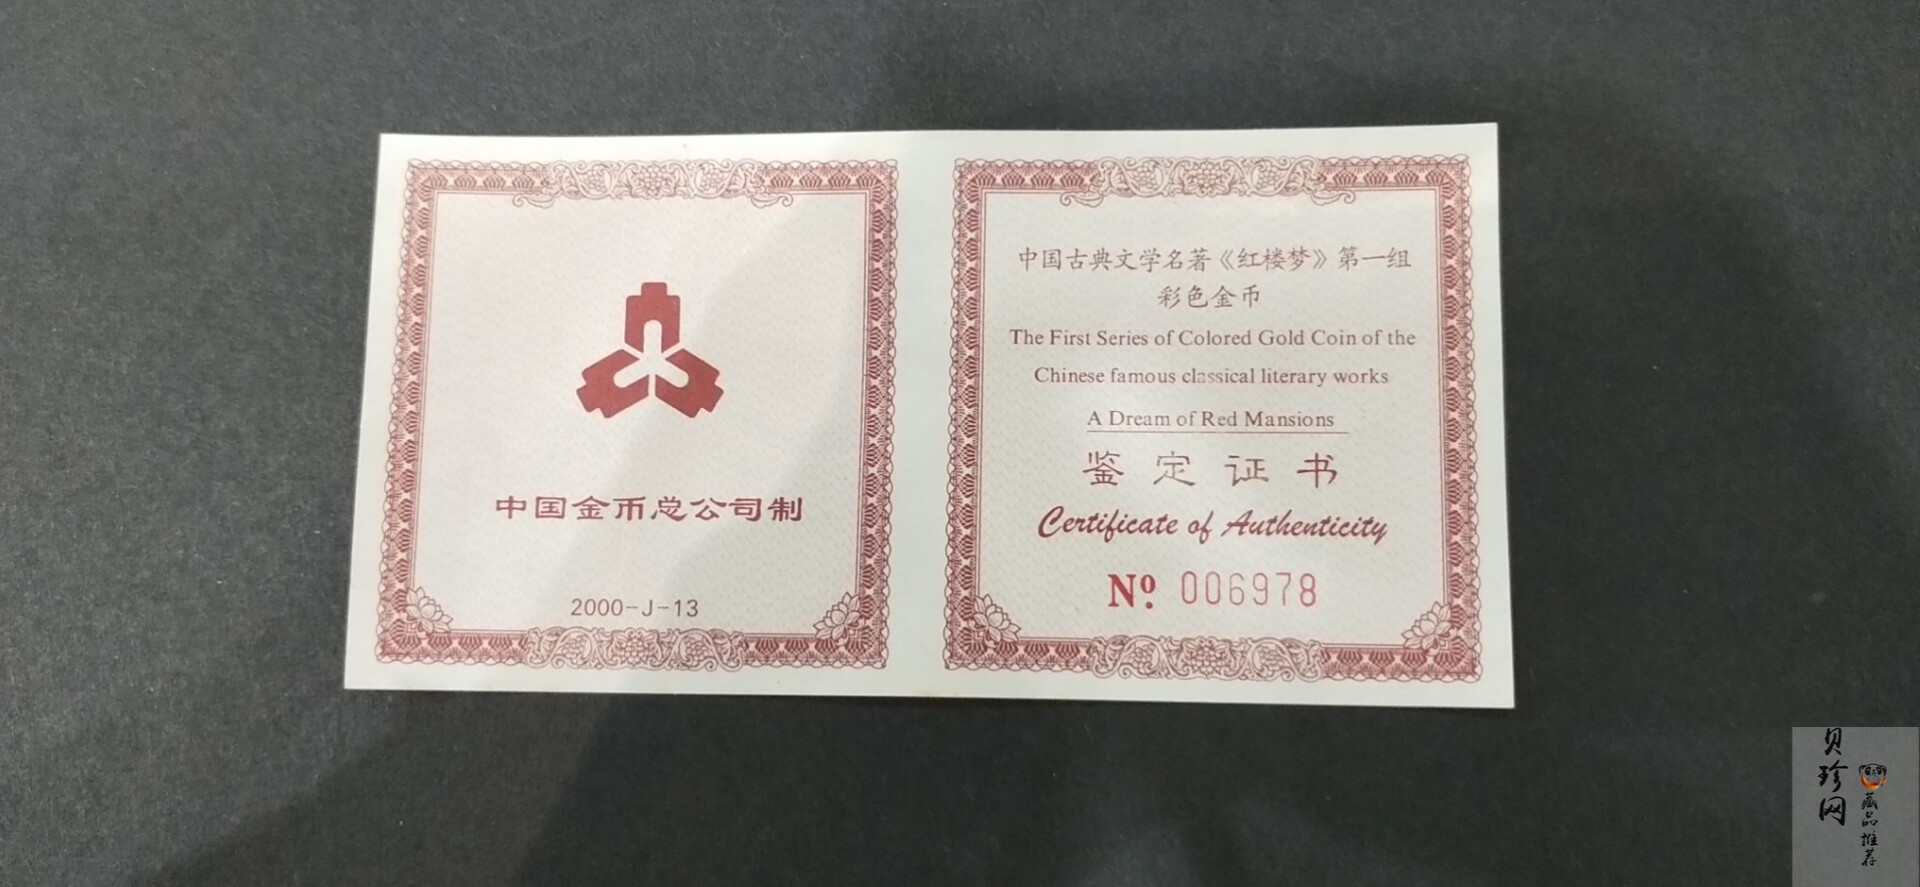 中国金币总公司制
2000-J-13
中国古典文学名著《红楼梦》第一组
彩色金币
The First Series of Colored Gold Coin of the
Chinese famous classical literary works
A Dream of Red Mansions
鉴定证书
Certificate of Authenticity
Nº 006978
贝珍网
藏品推荐